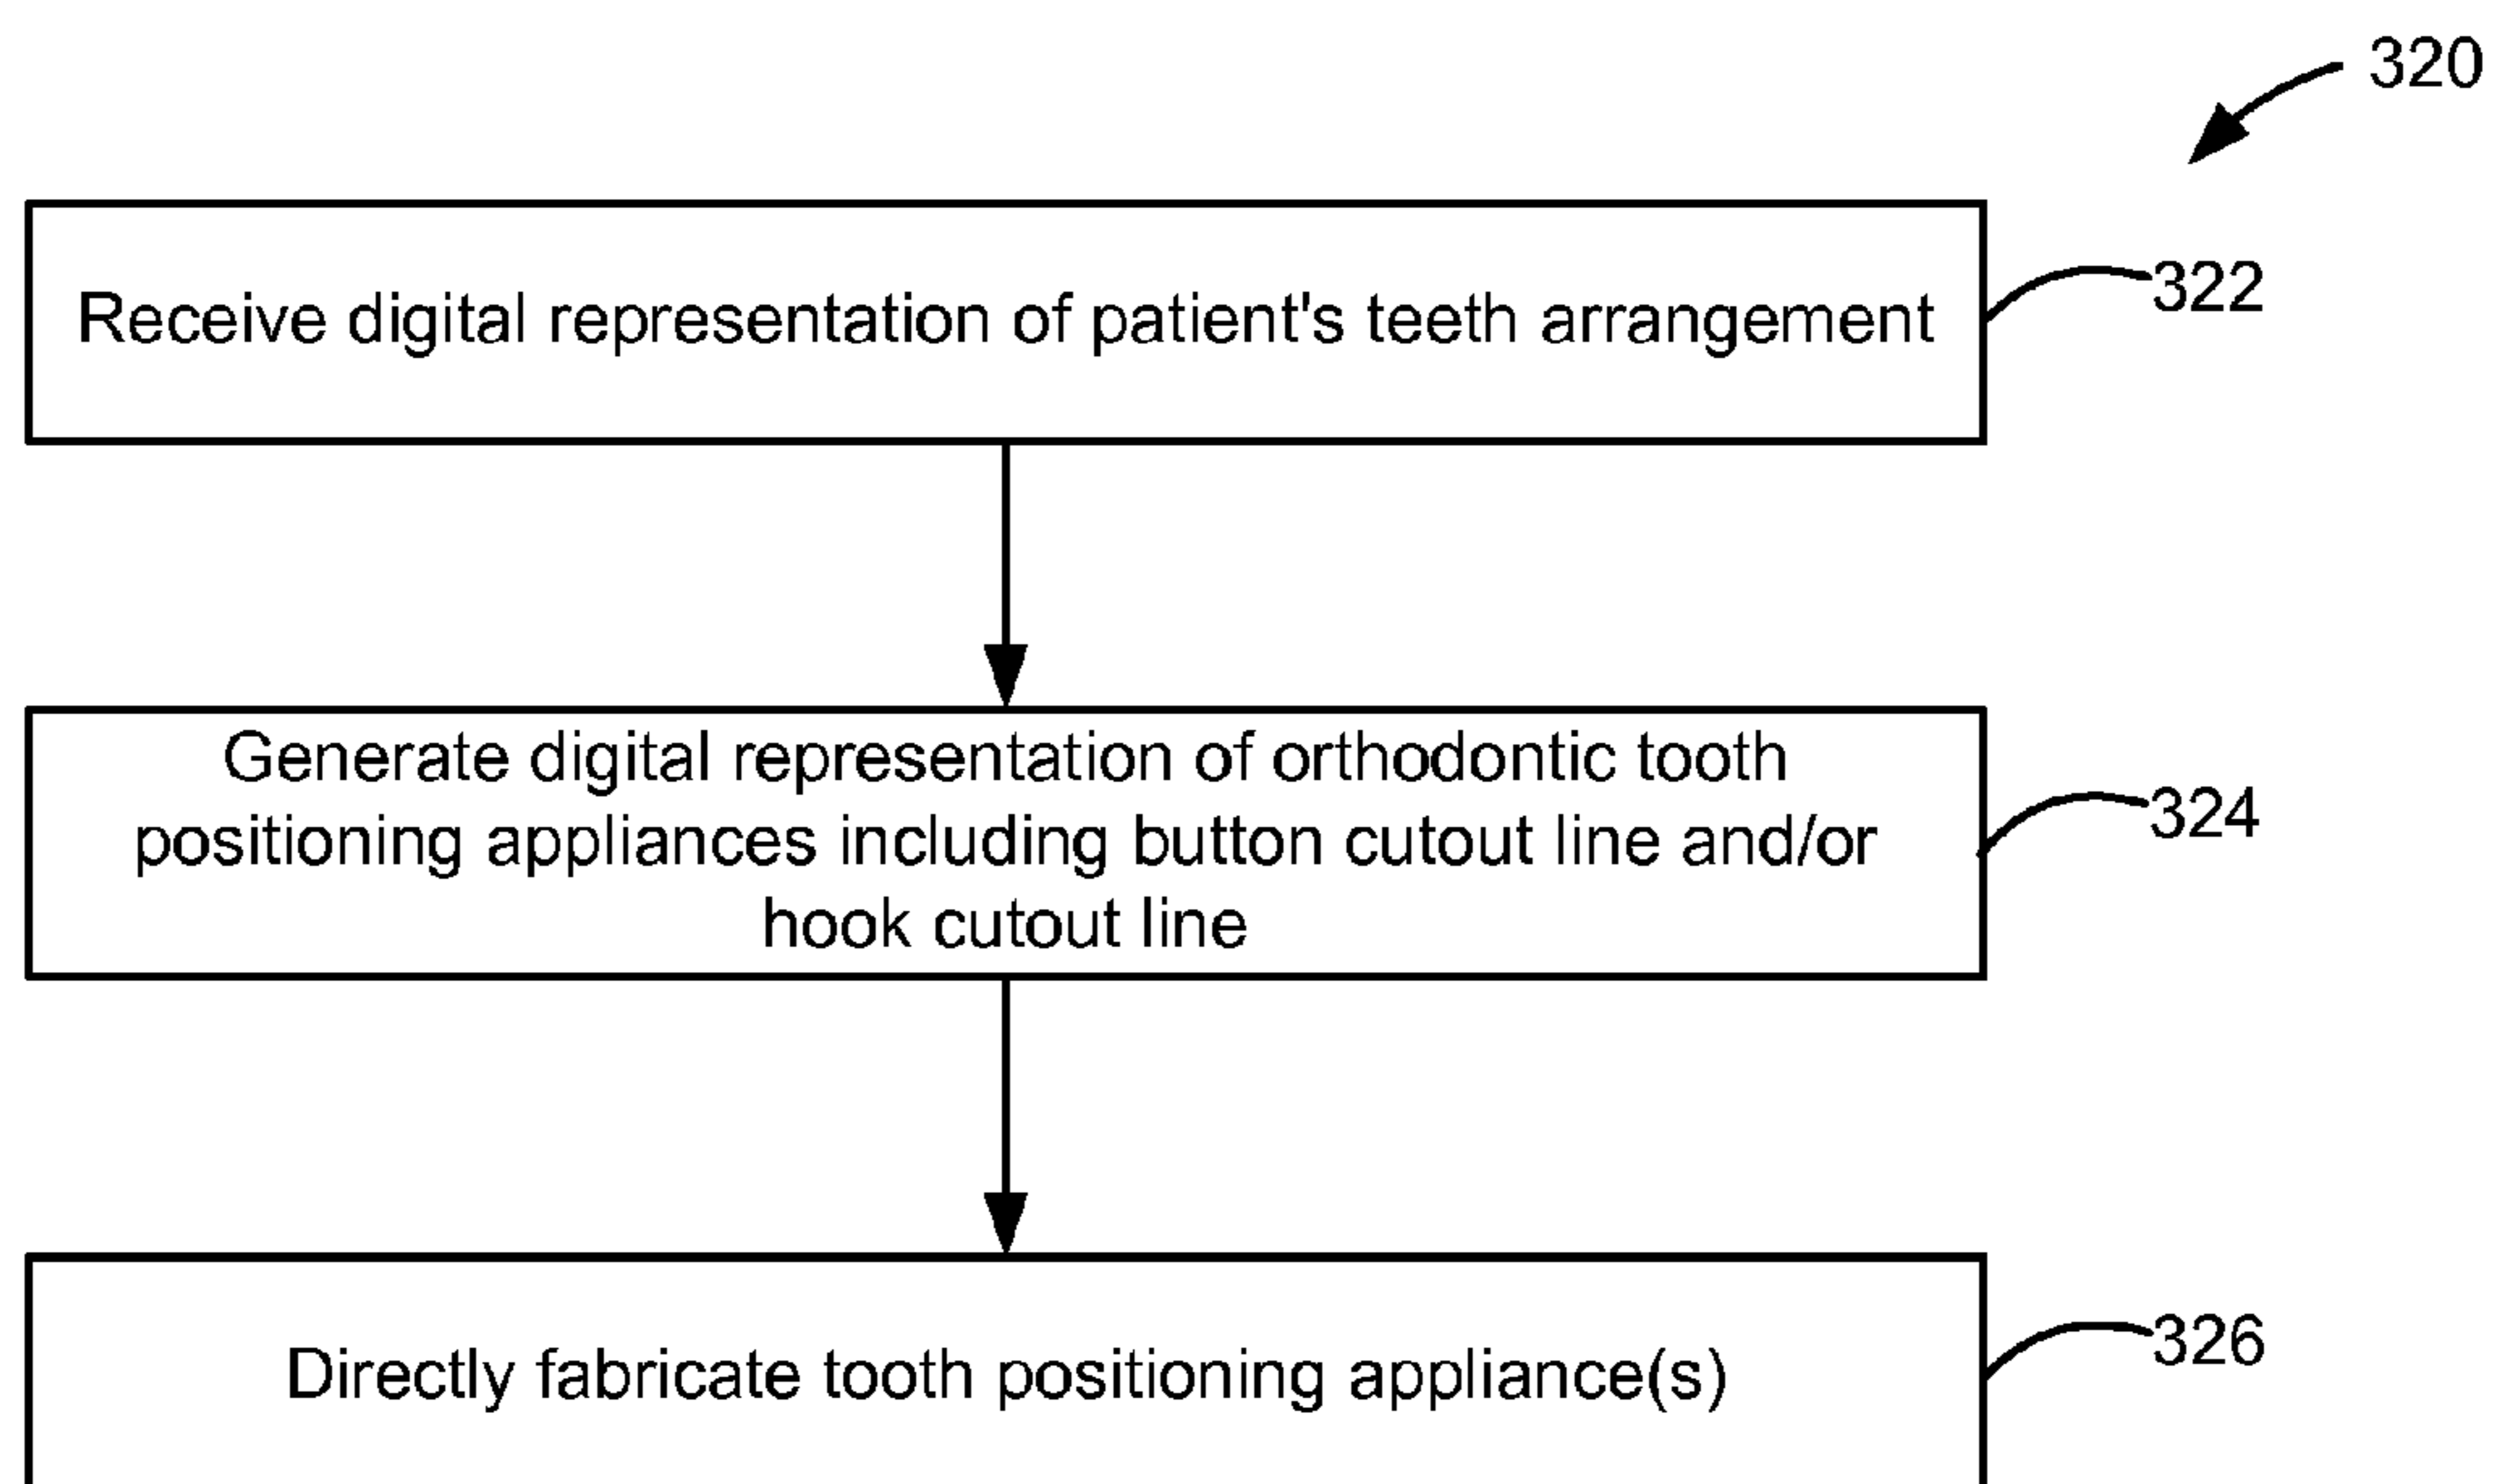 320
Receive digital representation of patient's teeth arrangement
322
Generate digital representation of orthodontic tooth
positioning appliances including button cutout line and/or
hook cutout line
324
Directly fabricate tooth positioning appliance(s)
326